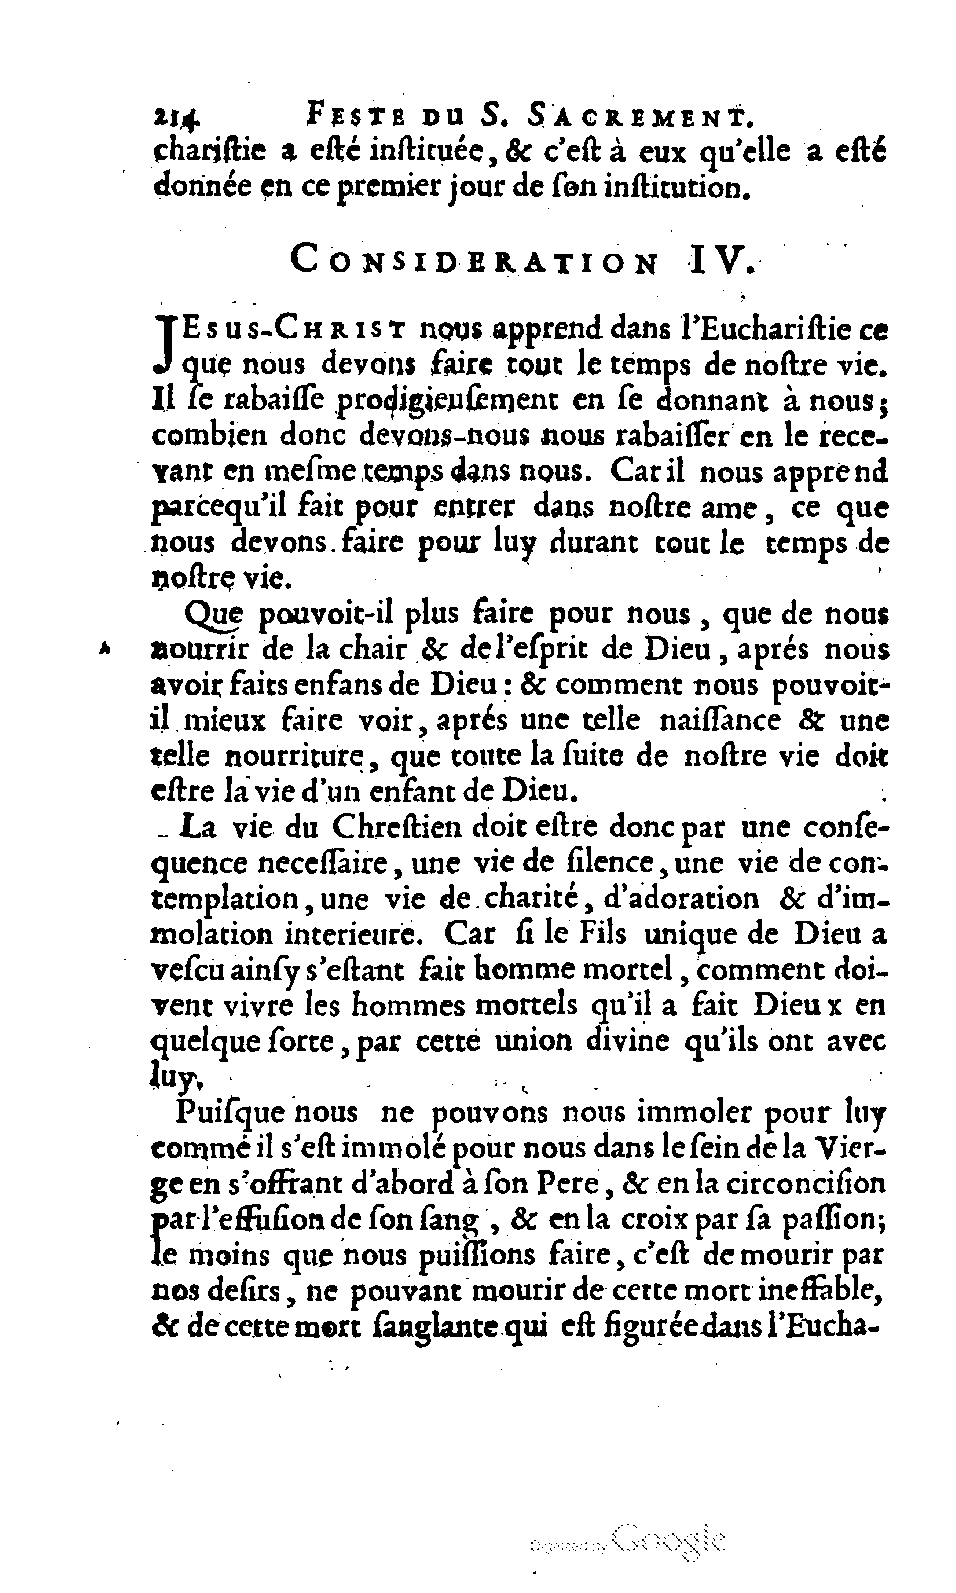 214 FESTE DU S. SACREMENT.
chariſtie a eſté inſtituée, & c'eſt à eux qu'elle a eſté
donnée en ce premier jour de ſon inſtitution.
CONSIDERATION IV.
JESUS-CHRIST nous apprend dans l'Euchariſtie ce
que nous devons faire tout le temps de noſtre vie.
Il ſe rabaiſſe prodigieuſement en ſe donnant à nous;
combien donc devons-nous nous rabaiſſer en le rece-
vant en meſme temps dans nous. Car il nous apprend
parcequ'il fait pour entrer dans noſtre ame, ce que
nous devons faire pour luy durant tout le temps de
noſtre vie.
Que pouvoit-il plus faire pour nous, que de nous
nourrir de la chair & de l'eſprit de Dieu, aprés nous
avoir faits enfans de Dieu: & comment nous pouvoit-
il mieux faire voir, aprés une telle naiſſance & une
telle nourriture, que toute la ſuite de noſtre vie doit
eſtre la vie d'un enfant de Dieu.
La vie du Chreſtien doit eſtre donc par une conſe-
quence neceſſaire, une vie de ſilence, une vie de con-
templation, une vie de charité, d'adoration & d'im-
molation interieure. Car ſi le Fils unique de Dieu a
veſcu ainſy s'eſtant fait homme mortel, comment doi-
vent vivre les hommes mortels qu'il a fait Dieux en
quelque ſorte, par cette union divine qu'ils ont avec
luy.
Puiſque nous ne pouvons nous immoler pour luy
comme il s'eſt immolé pour nous dans le ſein de la Vier-
ge en s'offrant d'abord à ſon Pere, & en la circonciſion
par l'effuſion de ſon ſang, & en la croix par ſa paſſion;
le moins que nous puiſſions faire, c'eſt de mourir par
nos deſirs, ne pouvant mourir de cette mort ineffable,
& de cette mort ſanglante qui eſt figurée dans l'Eucha-
Digitized by Google